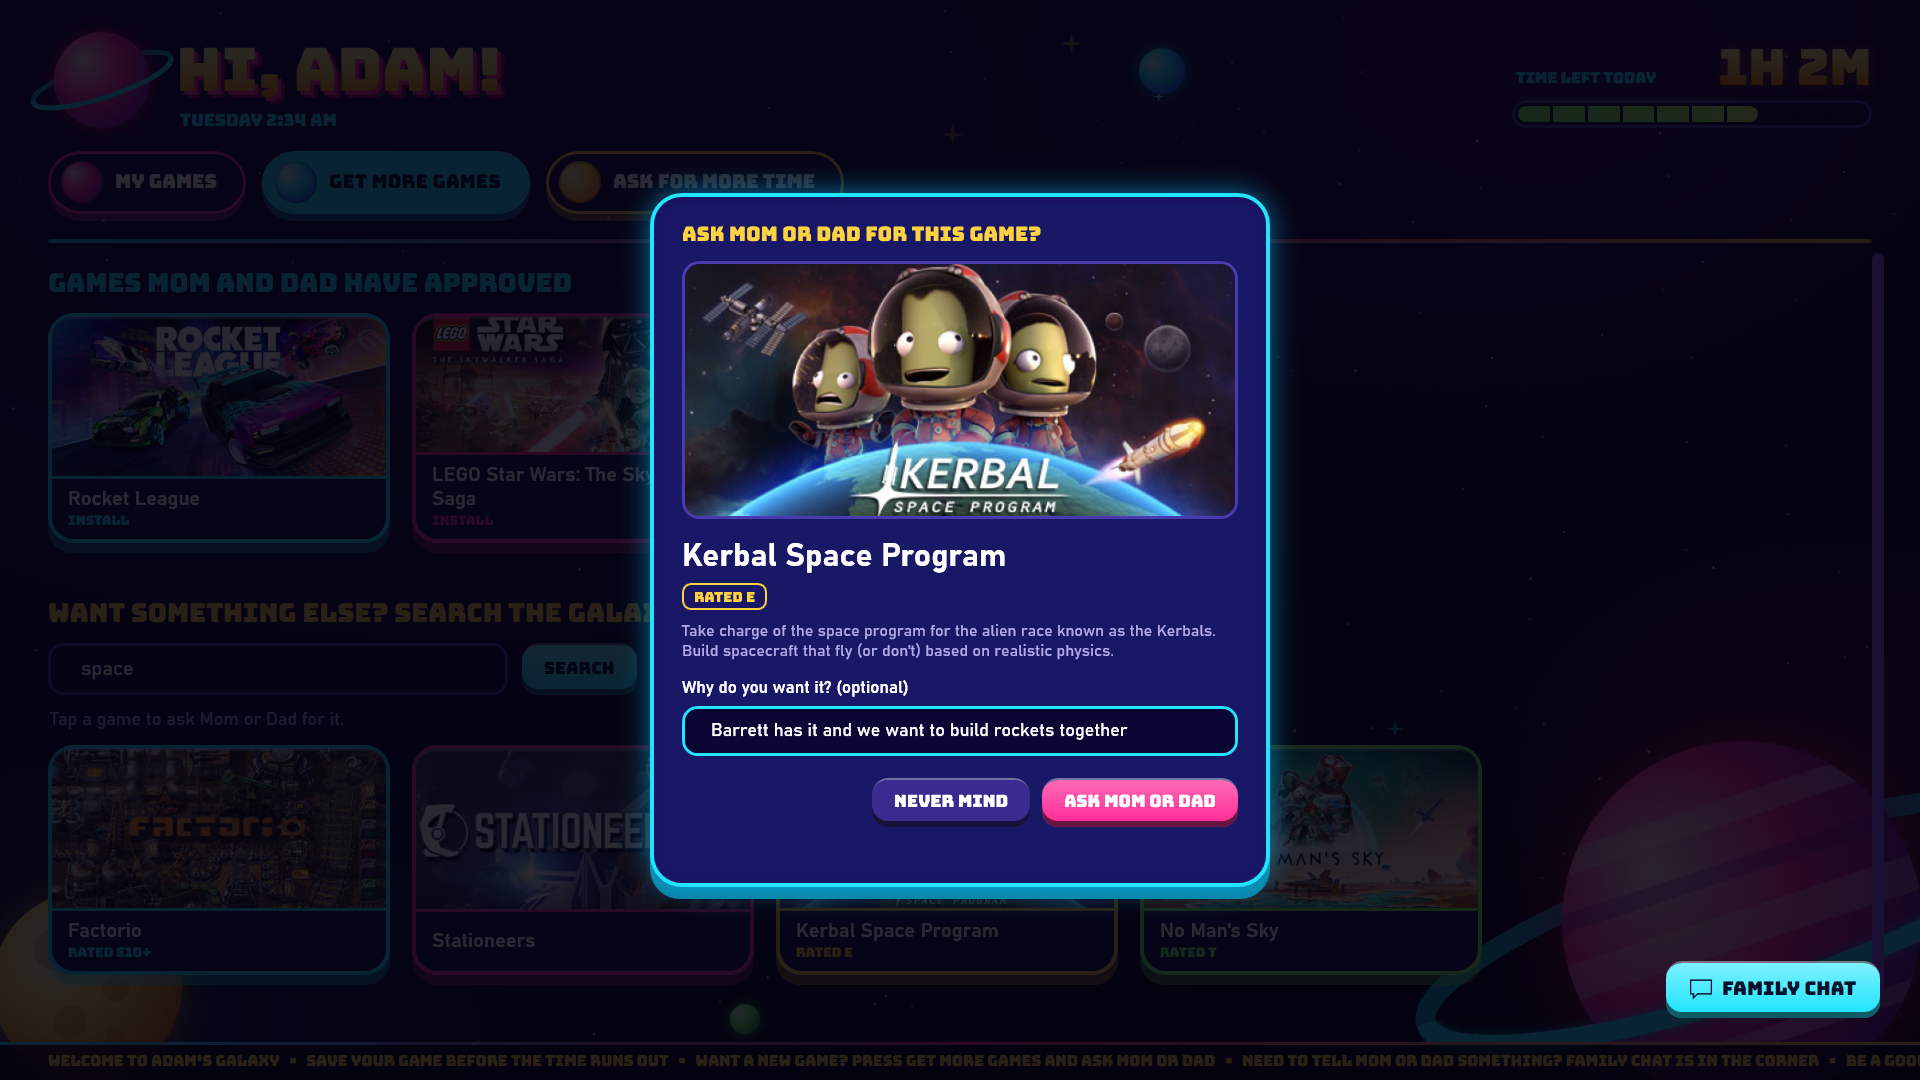 HI, ADAM!
TUESDAY 2:34 AM
TIME LEFT TODAY
1H 2M
MY GAMES
GET MORE GAMES
ASK FOR MORE TIME
GAMES MOM AND DAD HAVE APPROVED
ROCKET
LEAGUE
Rocket League
INSTALL
LEGO STAR
WARS
THE SKYWALKER SAGA
LEGO Star Wars: The Sky
Saga
INSTALL
WANT SOMETHING ELSE? SEARCH THE GALA
space
SEARCH
Tap a game to ask Mom or Dad for it.
FACTORIO
Factorio
RATED E10+
STATIONEE
Stationeers
SPACE PROGRAM
Kerbal Space Program
RATED E
MAN'S SKY
No Man's Sky
RATED T
ASK MOM OR DAD FOR THIS GAME?
KERBAL
SPACE PROGRAM
Kerbal Space Program
RATED E
Take charge of the space program for the alien race known as the Kerbals.
Build spacecraft that fly (or don't) based on realistic physics.
Why do you want it? (optional)
Barrett has it and we want to build rockets together
NEVER MIND
ASK MOM OR DAD
FAMILY CHAT
WELCOME TO ADAM'S GALAXY ▪ SAVE YOUR GAME BEFORE THE TIME RUNS OUT ▪ WANT A NEW GAME? PRESS GET MORE GAMES AND ASK MOM OR DAD ▪ NEED TO TELL MOM OR DAD SOMETHING? FAMILY CHAT IS IN THE CORNER ▪ BE A GOO